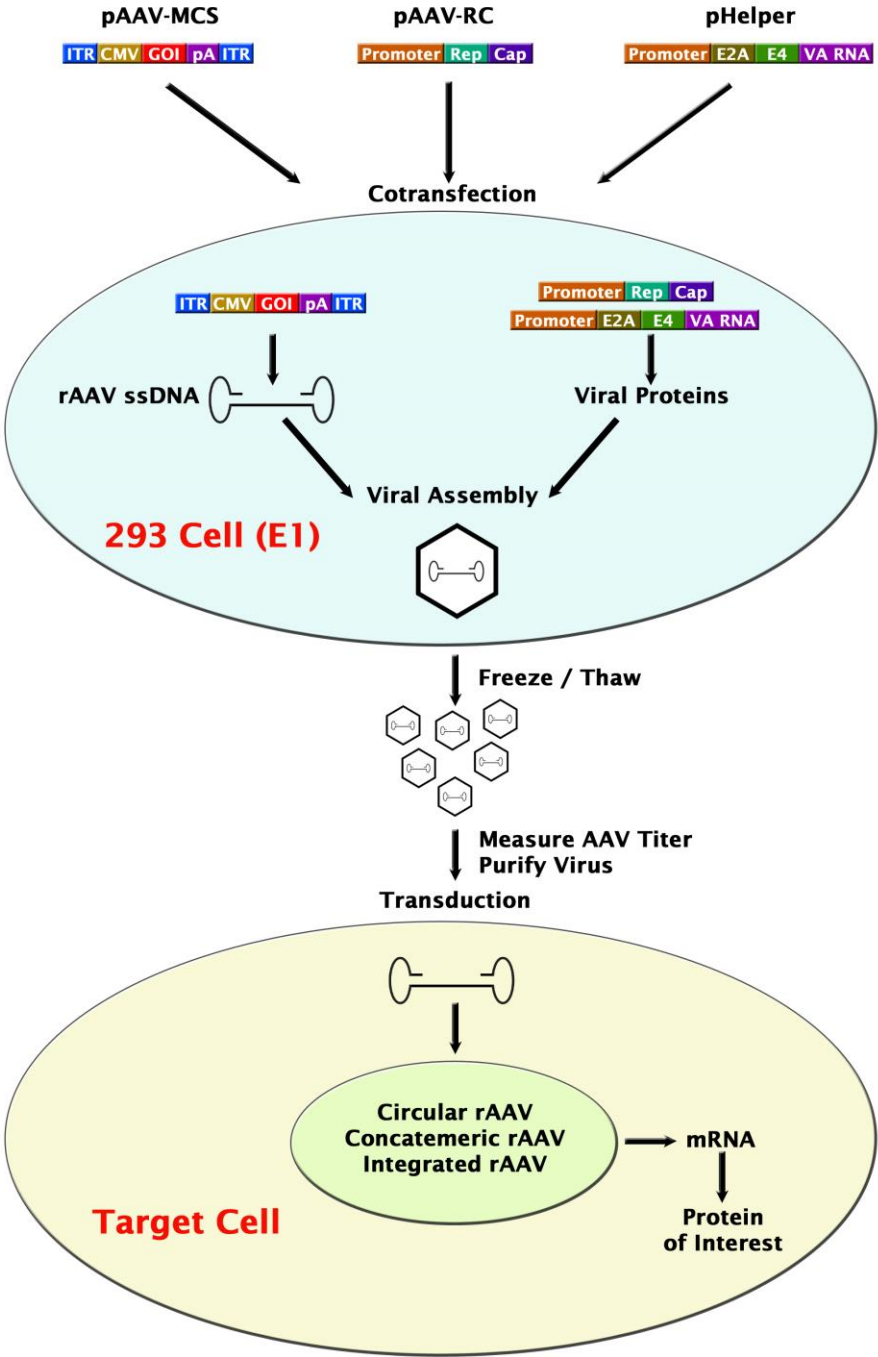 pAAV-MCS
pAAV-RC
pHelper
ITR CMV GOI pA ITR
Promoter Rep Cap
Promoter E2A E4 VA RNA
Cotransfection
ITR CMV GOI pA ITR
Promoter Rep Cap
Promoter E2A E4 VA RNA
rAAV ssDNA
Viral Proteins
Viral Assembly
293 Cell (E1)
Freeze / Thaw
Measure AAV Titer
Purify Virus
Transduction
Circular rAAV
Concatemeric rAAV
Integrated rAAV
mRNA
Protein
of Interest
Target Cell